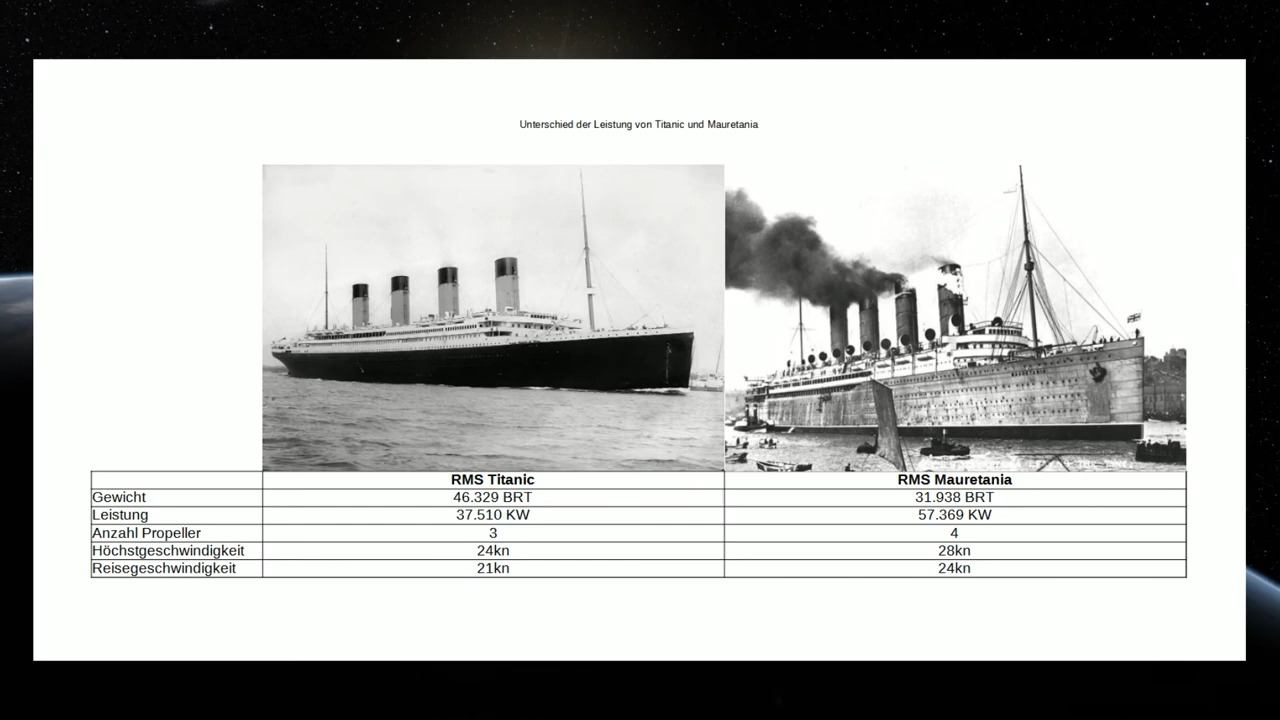 Unterschied der Leistung von Titanic und Mauretania
RMS Titanic RMS Mauretania
Gewicht 46.329 BRT 31.938 BRT
Leistung 37.510 KW 57.369 KW
Anzahl Propeller 3 4
Höchstgeschwindigkeit 24kn 28kn
Reisegeschwindigkeit 21kn 24kn